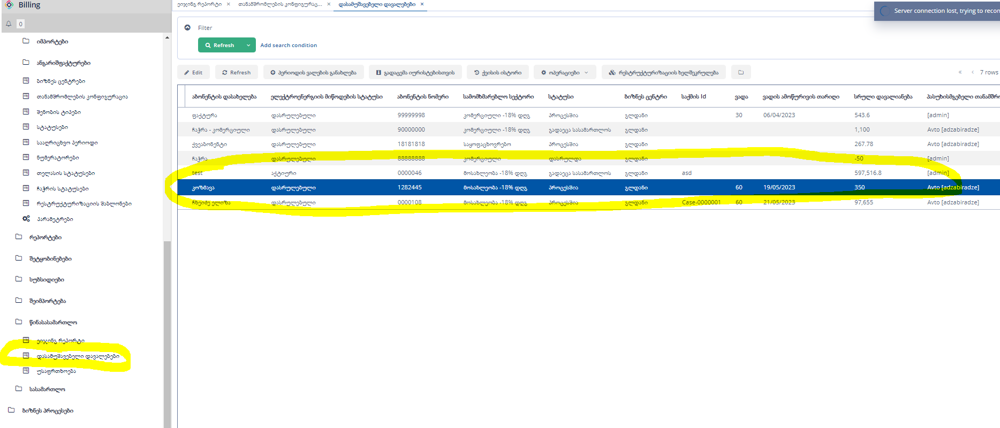 Billing
0
იმპორტები
ანგარიშფაქტურები
ბიზნეს ცენტრები
თანამშრომლების კონფიგურაცია
შენობის ტიპები
სტატუსები
სააღრიცხვო პერიოდი
ნუმერატორები
თელასის სტატუსები
ჩაჭრის სტატუსები
რესტრუქტურიზაციის შაბლონები
პარამეტრები
რეპორტები
შეტყობინებები
სუბსიდიები
შეიმპორტება
წინასასამართლო
ეიჯინგ რეპორტი
დასამუშავებელი დავალებები
უსაფრთხოება
სასამართლო
ბიზნეს პროცესები
ეიჯინგ რეპორტი × თანამშრომლების კონფიგურაც... × დასამუშავებელი დავალებები ×
Server connection lost, trying to recon
Filter
Refresh Add search condition
Edit Refresh პერიოდის ვალების განახლება გადაცემა იურისტებისთვის ქეისის ისტორი ოპერაციები რესტრუქტურიზაციის ხელშეკრულება « ‹ 7 rows
აბონენტის დასახელება ელექტროენერგიის მიწოდების სტატუსი აბონენტის ნომერი სამომხმარებლო სექტორი სტატუსი ბიზნეს ცენტრი საქმის Id ვადა ვადის ამოწურივის თარიღი სრული დავალიანება პასუხისმგებელი თანამშრო
ფაქტურა დასრულებული 99999998 კომერციული -18% დღგ პროცესშია გლდანი 30 06/04/2023 543.6 [admin]
ჩაჭრა - კომერციული დასრულებული 90000000 კომერციული -18% დღგ გადაეცა სასამართლოს გლდანი 1,100 Avto [adzabiradze]
ქვეაბონენტი დასრულებული 18181818 საყოფაცხოვრებო პროცესშია გლდანი 267.78 Avto [adzabiradze]
ჩაჭრა დასრულებული 88888888 კომერციული დასრულდა გლდანი -50 [admin]
test აქტიური 0000046 მოსახლეობა -18% დღგ გადაეცა სასამართლოს გლდანი asd 597,516.8 [admin]
კოზმავა დასრულებული 1282445 მოსახლეობა -18% დღგ პროცესშია გლდანი 60 19/05/2023 350 Avto [adzabiradze]
ჩხეიძე ელიზა დასრულებული 0000108 მოსახლეობა -18% დღგ პროცესშია გლდანი Case-0000001 60 21/05/2023 97,655 Avto [adzabiradze]